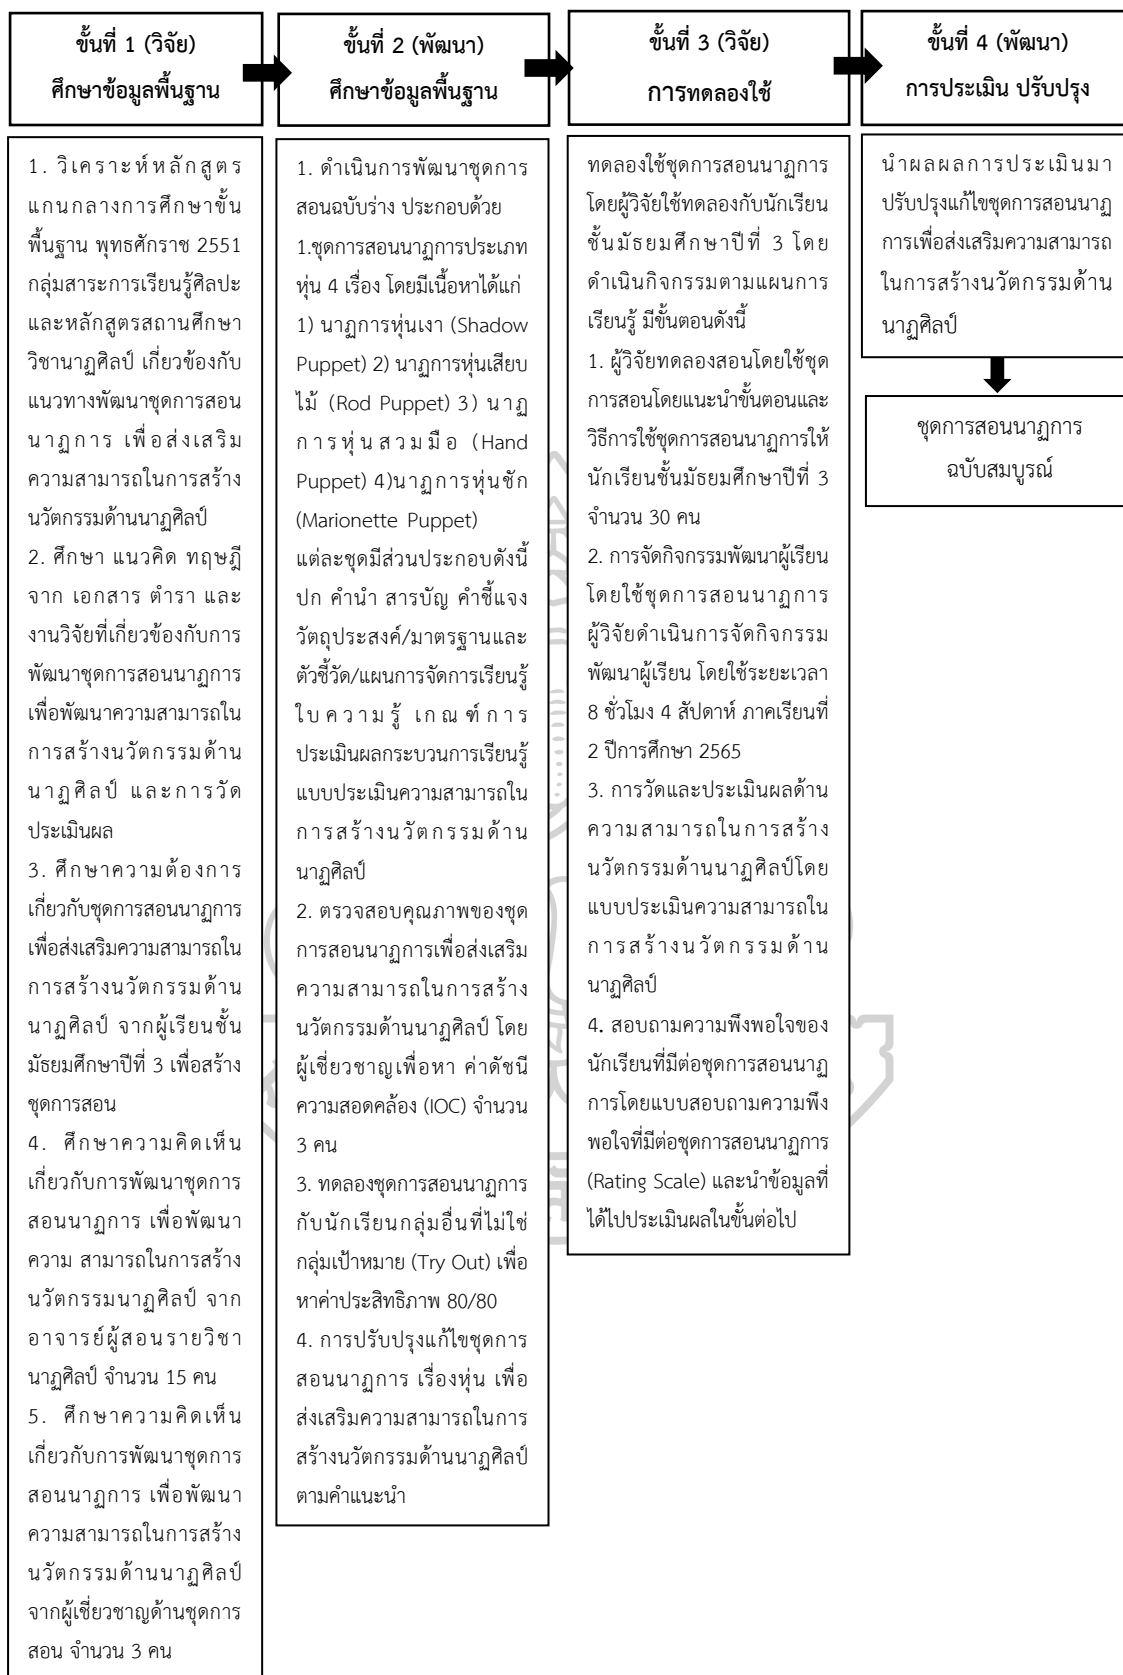 ขั้นที่ 1 (วิจัย)
ศึกษาข้อมูลพื้นฐาน
ขั้นที่ 2 (พัฒนา)
ศึกษาข้อมูลพื้นฐาน
ขั้นที่ 3 (วิจัย)
การทดลองใช้
ขั้นที่ 4 (พัฒนา)
การประเมิน ปรับปรุง
1. วิเคราะห์หลักสูตร
แกนกลางการศึกษาขั้น
พื้นฐาน พุทธศักราช 2551
กลุ่มสาระการเรียนรู้ศิลปะ
และหลักสูตรสถานศึกษา
วิชานาฏศิลป์ เกี่ยวข้องกับ
แนวทางพัฒนาชุดการสอน
นาฏการ เพื่อส่งเสริม
ความสามารถในการสร้าง
นวัตกรรมด้านนาฏศิลป์
2. ศึกษา แนวคิด ทฤษฎี
จาก เอกสาร ตำรา และ
งานวิจัยที่เกี่ยวข้องกับการ
พัฒนาชุดการสอนนาฏการ
เพื่อพัฒนาความสามารถใน
การสร้างนวัตกรรมด้าน
นาฏศิลป์ และการวัด
ประเมินผล
3. ศึกษาความต้องการ
เกี่ยวกับชุดการสอนนาฏการ
เพื่อส่งเสริมความสามารถใน
การสร้างนวัตกรรมด้าน
นาฏศิลป์ จากผู้เรียนชั้น
มัธยมศึกษาปีที่ 3 เพื่อสร้าง
ชุดการสอน
4. ศึกษาความคิดเห็น
เกี่ยวกับการพัฒนาชุดการ
สอนนาฏการ เพื่อพัฒนา
ความ สามารถในการสร้าง
นวัตกรรมนาฏศิลป์ จาก
อาจารย์ผู้สอนรายวิชา
นาฏศิลป์ จำนวน 15 คน
5. ศึกษาความคิดเห็น
เกี่ยวกับการพัฒนาชุดการ
สอนนาฏการ เพื่อพัฒนา
ความสามารถในการสร้าง
นวัตกรรมด้านนาฏศิลป์
จากผู้เชี่ยวชาญด้านชุดการ
สอน จำนวน 3 คน
1. ดำเนินการพัฒนาชุดการ
สอนฉบับร่าง ประกอบด้วย
1.ชุดการสอนนาฏการประเภท
หุ่น 4 เรื่อง โดยมีเนื้อหาได้แก่
1) นาฏการหุ่นเงา (Shadow
Puppet) 2) นาฏการหุ่นเสียบ
ไม้ (Rod Puppet) 3) นาฏ
การหุ่นสวมมือ (Hand
Puppet) 4)นาฏการหุ่นชัก
(Marionette Puppet)
แต่ละชุดมีส่วนประกอบดังนี้
ปก คำนำ สารบัญ คำชี้แจง
วัตถุประสงค์/มาตรฐานและ
ตัวชี้วัด/แผนการจัดการเรียนรู้
ใบความรู้ เกณฑ์การ
ประเมินผลกระบวนการเรียนรู้
แบบประเมินความสามารถใน
การสร้างนวัตกรรมด้าน
นาฏศิลป์
2. ตรวจสอบคุณภาพของชุด
การสอนนาฏการเพื่อส่งเสริม
ความสามารถในการสร้าง
นวัตกรรมด้านนาฏศิลป์ โดย
ผู้เชี่ยวชาญเพื่อหา ค่าดัชนี
ความสอดคล้อง (IOC) จำนวน
3 คน
3. ทดลองชุดการสอนนาฏการ
กับนักเรียนกลุ่มอื่นที่ไม่ใช่
กลุ่มเป้าหมาย (Try Out) เพื่อ
หาค่าประสิทธิภาพ 80/80
4. การปรับปรุงแก้ไขชุดการ
สอนนาฏการ เรื่องหุ่น เพื่อ
ส่งเสริมความสามารถในการ
สร้างนวัตกรรมด้านนาฏศิลป์
ตามคำแนะนำ
ทดลองใช้ชุดการสอนนาฏการ
โดยผู้วิจัยใช้ทดลองกับนักเรียน
ชั้นมัธยมศึกษาปีที่ 3 โดย
ดำเนินกิจกรรมตามแผนการ
เรียนรู้ มีขั้นตอนดังนี้
1. ผู้วิจัยทดลองสอนโดยใช้ชุด
การสอนโดยแนะนำขั้นตอนและ
วิธีการใช้ชุดการสอนนาฏการให้
นักเรียนชั้นมัธยมศึกษาปีที่ 3
จำนวน 30 คน
2. การจัดกิจกรรมพัฒนาผู้เรียน
โดยใช้ชุดการสอนนาฏการ
ผู้วิจัยดำเนินการจัดกิจกรรม
พัฒนาผู้เรียน โดยใช้ระยะเวลา
8 ชั่วโมง 4 สัปดาห์ ภาคเรียนที่
2 ปีการศึกษา 2565
3. การวัดและประเมินผลด้าน
ความสามารถในการสร้าง
นวัตกรรมด้านนาฏศิลป์โดย
แบบประเมินความสามารถใน
การสร้างนวัตกรรมด้าน
นาฏศิลป์
4. สอบถามความพึงพอใจของ
นักเรียนที่มีต่อชุดการสอนนาฏ
การโดยแบบสอบถามความพึง
พอใจที่มีต่อชุดการสอนนาฏการ
(Rating Scale) และนำข้อมูลที่
ได้ไปประเมินผลในขั้นต่อไป
นำผลผลการประเมินมา
ปรับปรุงแก้ไขชุดการสอนนาฏ
การเพื่อส่งเสริมความสามารถ
ในการสร้างนวัตกรรมด้าน
นาฏศิลป์
ชุดการสอนนาฏการ
ฉบับสมบูรณ์